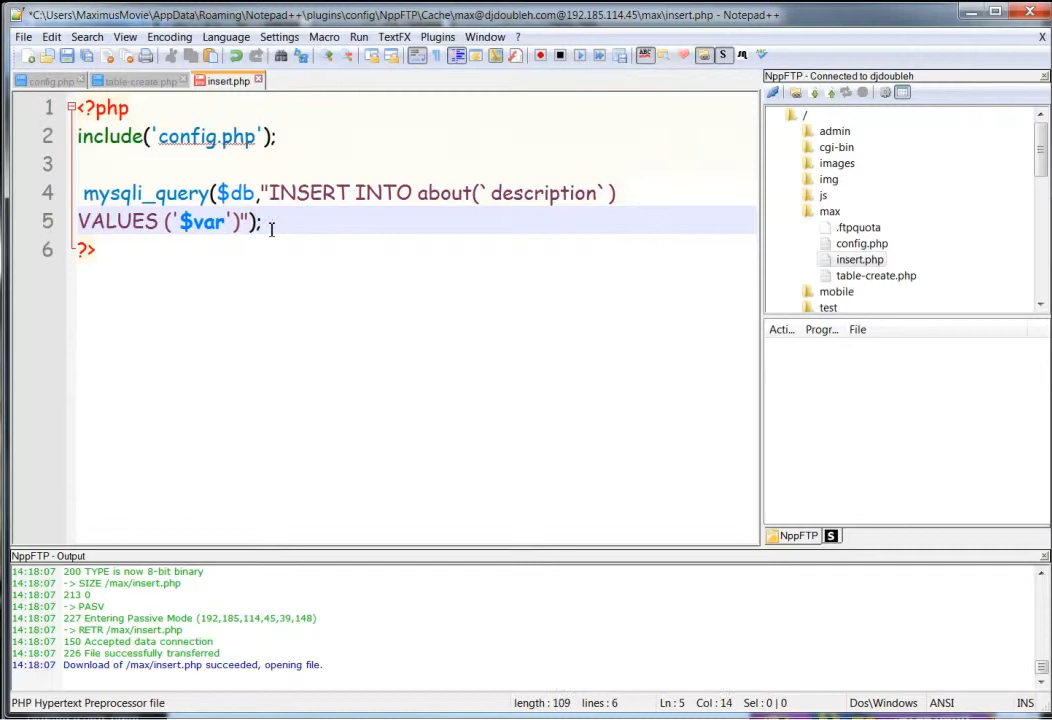 *C:\Users\MaximusMovie\AppData\Roaming\Notepad++\plugins\config\NppFTP\Cache\max@djdoubleh.com@192.185.114.45\max\insert.php - Notepad++
File Edit Search View Encoding Language Settings Macro Run TextFX Plugins Window ? X
config.php table-create.php insert.php
NppFTP - Connected to djdoubleh
1 <?php
2 include('config.php');
3
4 mysqli_query($db,"INSERT INTO about(`description`)
5 VALUES ('$var')");
6 ?>
/
admin
cgi-bin
images
img
js
max
.ftpquota
config.php
insert.php
table-create.php
mobile
test
Acti... Progr... File
NppFTP S
NppFTP - Output
14:18:07 200 TYPE is now 8-bit binary
14:18:07 -> SIZE /max/insert.php
14:18:07 213 0
14:18:07 -> PASV
14:18:07 227 Entering Passive Mode (192,185,114,45,39,148)
14:18:07 -> RETR /max/insert.php
14:18:07 150 Accepted data connection
14:18:07 226 File successfully transferred
14:18:07 Download of /max/insert.php succeeded, opening file.
PHP Hypertext Preprocessor file length : 109 lines : 6 Ln : 5 Col : 14 Sel : 0 | 0 Dos\Windows ANSI INS